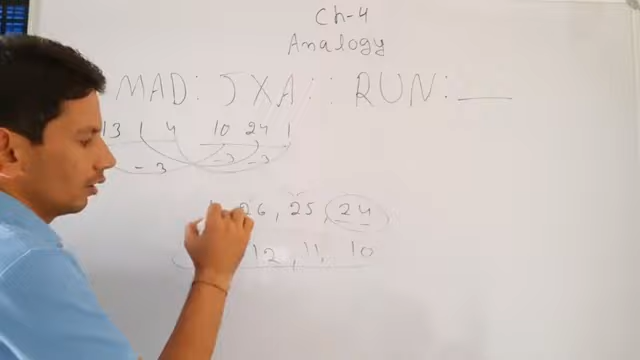 Ch-4
Analogy
MAD: JXA :: RUN: ___
13 1 4 10 24 1
-3 -3 -3
26, 25, 24
12, 11, 10